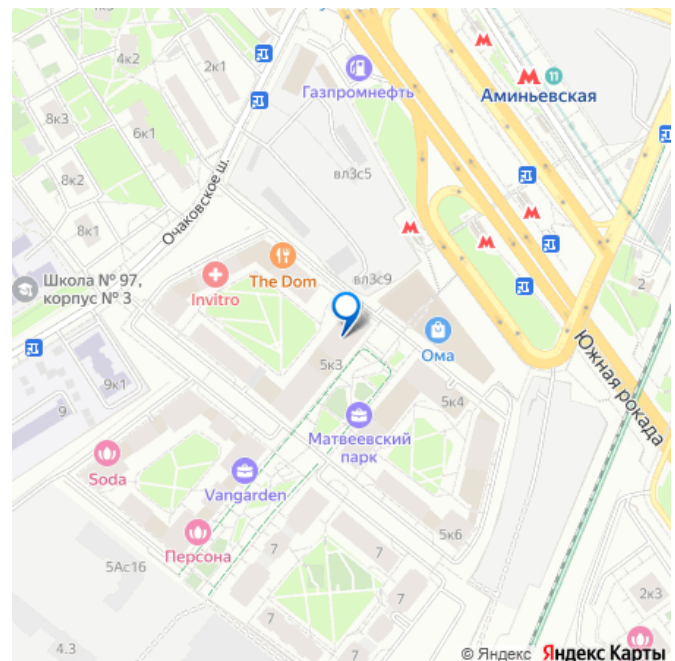 4к2
2к1
Газпромнефть
11
Аминьевская
8к3
6к1
вл3с5
8к2
Очаковское ш.
8к1
The Dom
вл3с9
2
Школа № 97,
корпус № 3
Invitro
Ома
Южная рокада
5к3
9к1
9
5к4
Матвеевский
парк
Soda
Vangarden
Персона
5к6
7
7
5Ас16
7
7
2к3
4.3
7
© Яндекс Яндекс Карты